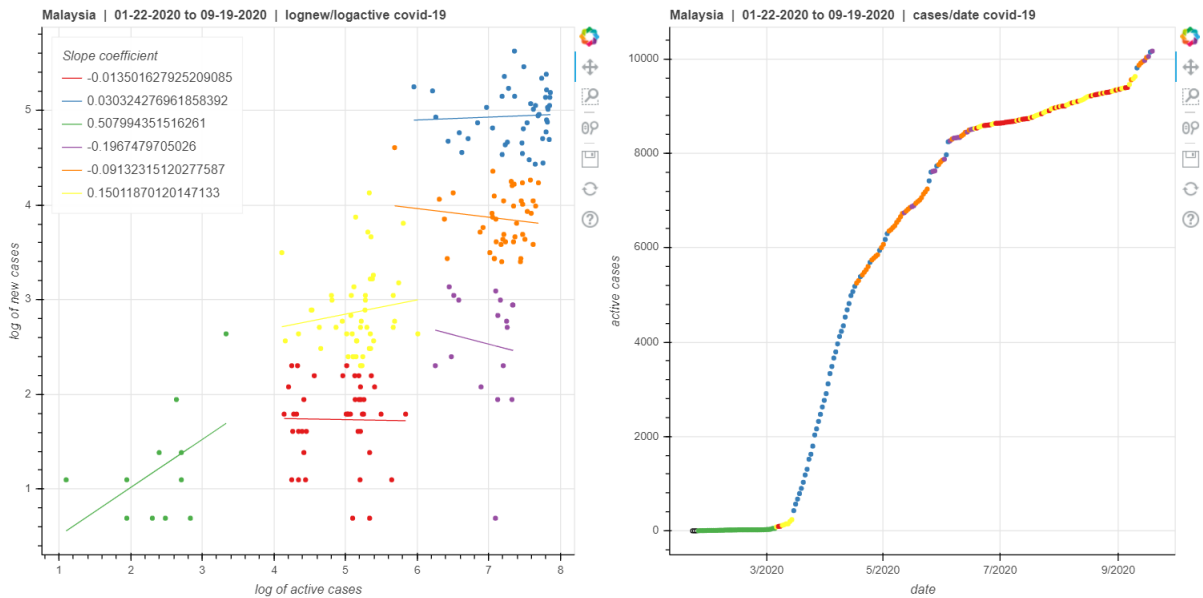 Malaysia | 01-22-2020 to 09-19-2020 | lognew/logactive covid-19
Slope coefficient
-0.013501627925209085
0.030324276961858392
0.507994351516261
-0.1967479705026
-0.09132315120277587
0.15011870120147133
5
4
3
2
1
log of new cases
1 2 3 4 5 6 7 8
log of active cases
Malaysia | 01-22-2020 to 09-19-2020 | cases/date covid-19
10000
8000
6000
4000
2000
0
active cases
3/2020 5/2020 7/2020 9/2020
date